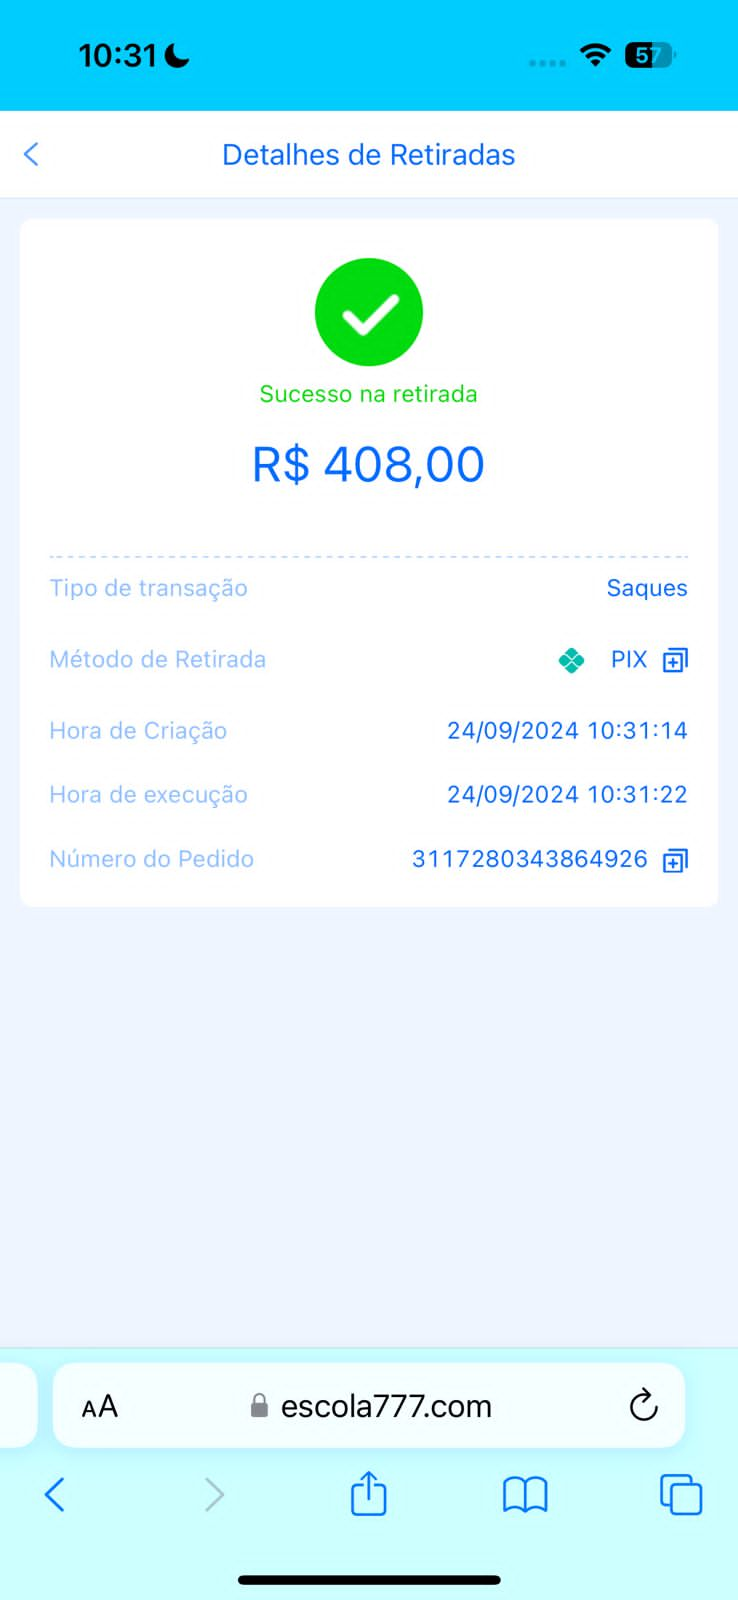 10:31
57
Detalhes de Retiradas
Sucesso na retirada
R$ 408,00
Tipo de transação Saques
Método de Retirada PIX
Hora de Criação 24/09/2024 10:31:14
Hora de execução 24/09/2024 10:31:22
Número do Pedido 3117280343864926
AA escola777.com